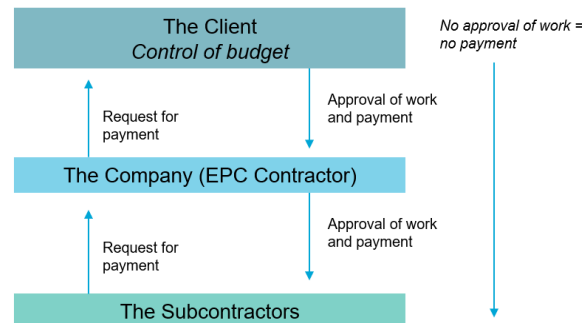 The Client
Control of budget
No approval of work =
no payment
Request for
payment
Approval of work
and payment
The Company (EPC Contractor)
Request for
payment
Approval of work
and payment
The Subcontractors